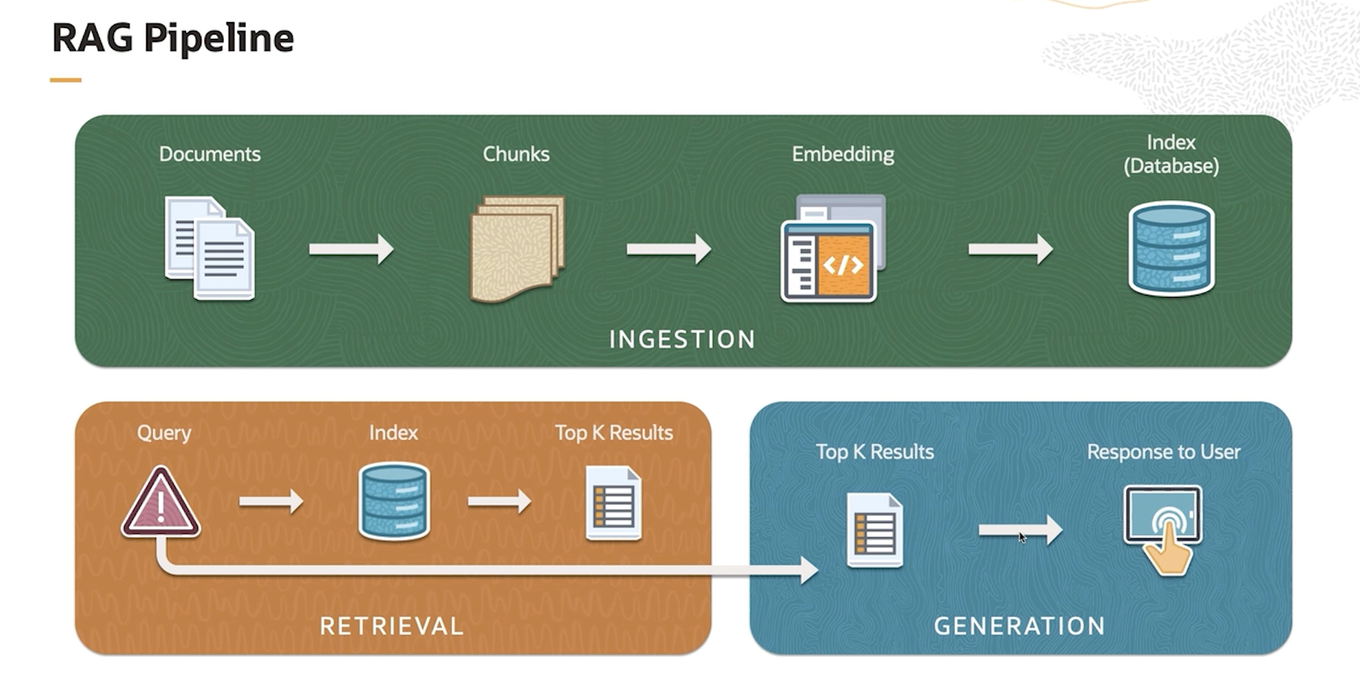 RAG Pipeline
Documents
Chunks
Embedding
Index
(Database)
</>
INGESTION
Query
Index
Top K Results
!
RETRIEVAL
Top K Results
Response to User
GENERATION